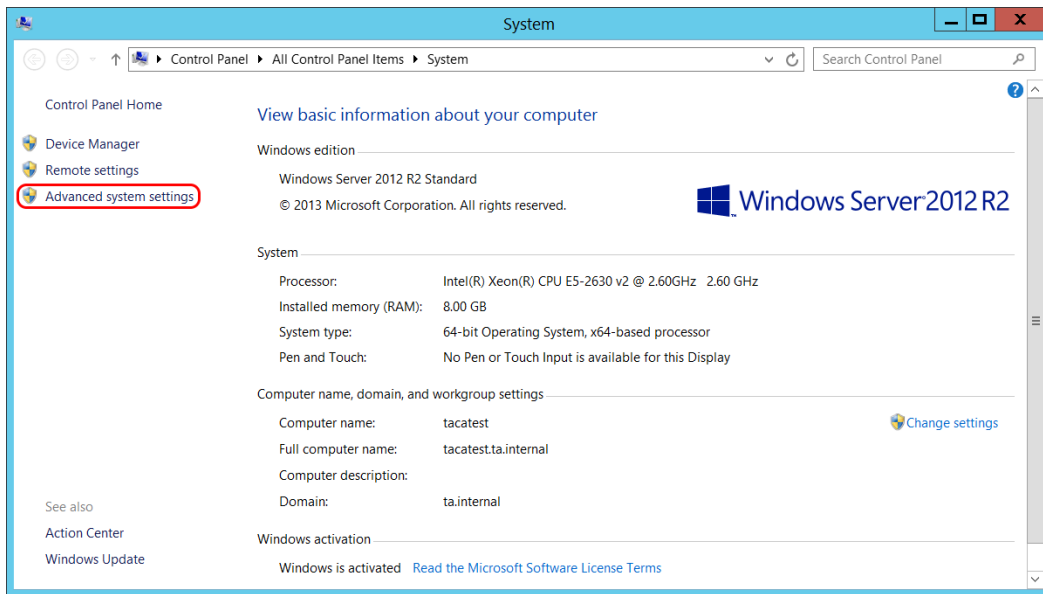 System
Control Panel ▸ All Control Panel Items ▸ System
Search Control Panel
Control Panel Home
Device Manager
Remote settings
Advanced system settings
See also
Action Center
Windows Update
View basic information about your computer
Windows edition
Windows Server 2012 R2 Standard
© 2013 Microsoft Corporation. All rights reserved.
Windows Server 2012 R2
System
Processor: Intel(R) Xeon(R) CPU E5-2630 v2 @ 2.60GHz 2.60 GHz
Installed memory (RAM): 8.00 GB
System type: 64-bit Operating System, x64-based processor
Pen and Touch: No Pen or Touch Input is available for this Display
Computer name, domain, and workgroup settings
Computer name: tacatest
Change settings
Full computer name: tacatest.ta.internal
Computer description:
Domain: ta.internal
Windows activation
Windows is activated Read the Microsoft Software License Terms